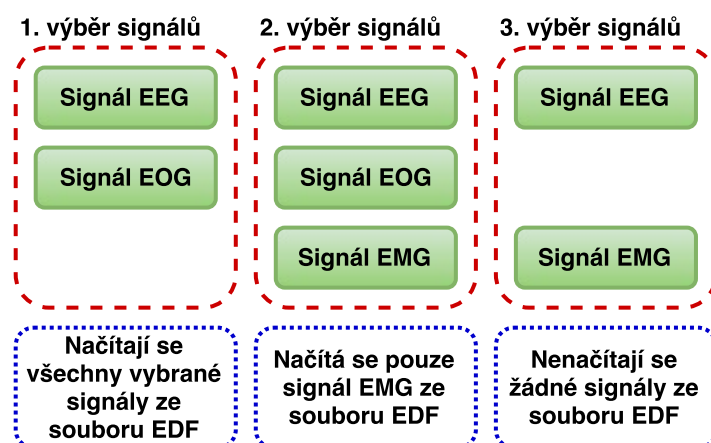 1. výběr signálů
Signál EEG
Signál EOG
Načítají se
všechny vybrané
signály ze
souboru EDF
2. výběr signálů
Signál EEG
Signál EOG
Signál EMG
Načítá se pouze
signál EMG ze
souboru EDF
3. výběr signálů
Signál EEG
Signál EMG
Nenačítají se
žádné signály ze
souboru EDF